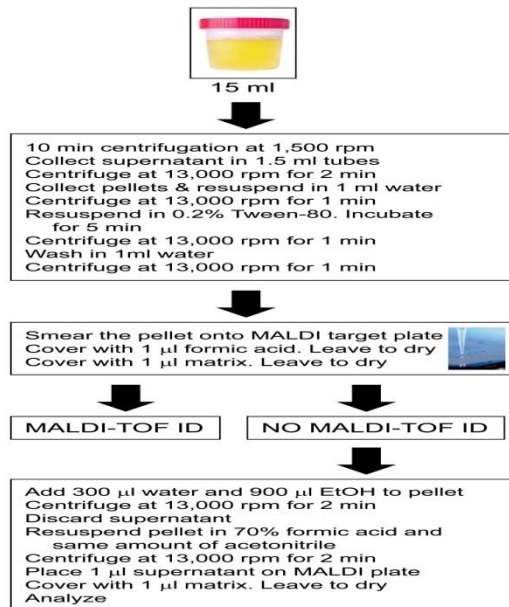 15 ml
10 min centrifugation at 1,500 rpm
Collect supernatant in 1.5 ml tubes
Centrifuge at 13,000 rpm for 2 min
Collect pellets & resuspend in 1 ml water
Centrifuge at 13,000 rpm for 1 min
Resuspend in 0.2% Tween-80. Incubate
for 5 min
Centrifuge at 13,000 rpm for 1 min
Wash in 1ml water
Centrifuge at 13,000 rpm for 1 min
Smear the pellet onto MALDI target plate
Cover with 1 µl formic acid. Leave to dry
Cover with 1 µl matrix. Leave to dry
MALDI-TOF ID
NO MALDI-TOF ID
Add 300 µl water and 900 µl EtOH to pellet
Centrifuge at 13,000 rpm for 2 min
Discard supernatant
Resuspend pellet in 70% formic acid and
same amount of acetonitrile
Centrifuge at 13,000 rpm for 2 min
Place 1 µl supernatant on MALDI plate
Cover with 1 µl matrix. Leave to dry
Analyze